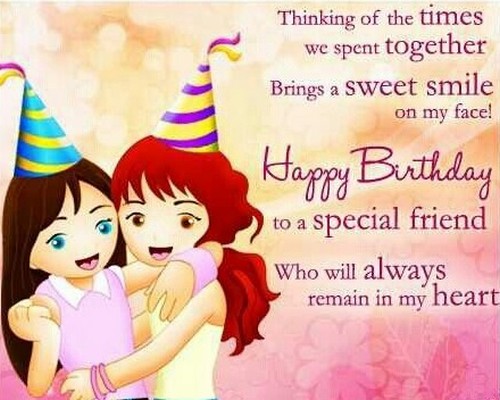 Thinking of the times
we spent together
Brings a sweet smile
on my face!
Happy Birthday
to a special friend
Who will always
remain in my heart